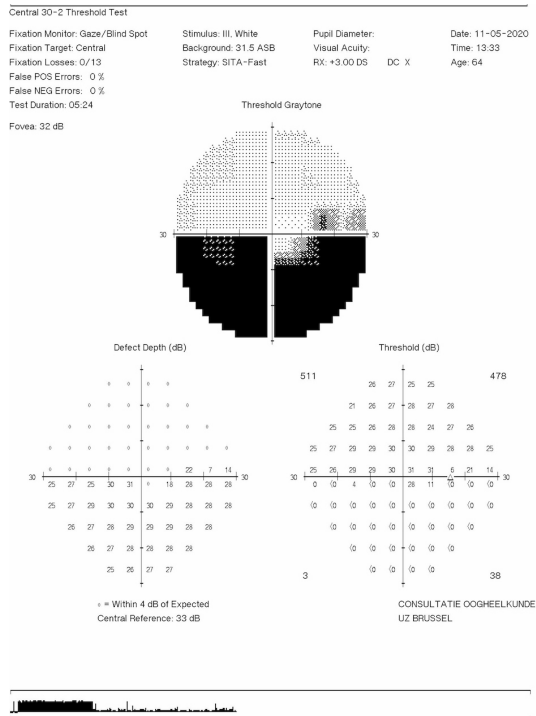 Central 30-2 Threshold Test
Fixation Monitor: Gaze/Blind Spot Stimulus: III, White Pupil Diameter: Date: 11-05-2020
Fixation Target: Central Background: 31.5 ASB Visual Acuity: Time: 13:33
Fixation Losses: 0/13 Strategy: SITA-Fast RX: +3.00 DS DC X Age: 64
False POS Errors: 0 %
False NEG Errors: 0 %
Test Duration: 05:24
Threshold Graytone
Fovea: 32 dB
30 30
Defect Depth (dB) Threshold (dB)
511 478
26 27 25 25
21 26 27 28 27 28
25 25 26 28 28 24 27 26
25 27 29 29 30 30 29 28 28 25
22 7 14 25 26 29 29 30 31 31 6 21 14
30 30 30 30
25 27 25 30 31 18 28 28 28 0 (0 4 (0 (0 28 11 (0 (0 (0
25 27 29 29 30 30 29 28 28 28 (0 (0 (0 (0 (0 (0 (0 (0 (0 (0
26 27 28 29 29 29 28 28 (0 (0 (0 (0 (0 (0 (0 (0
26 27 28 28 28 28 (0 (0 (0 (0 (0 (0
25 26 27 27 (0 (0 (0 (0
3 38
= Within 4 dB of Expected
Central Reference: 33 dB
CONSULTATIE OOGHEELKUNDE
UZ BRUSSEL